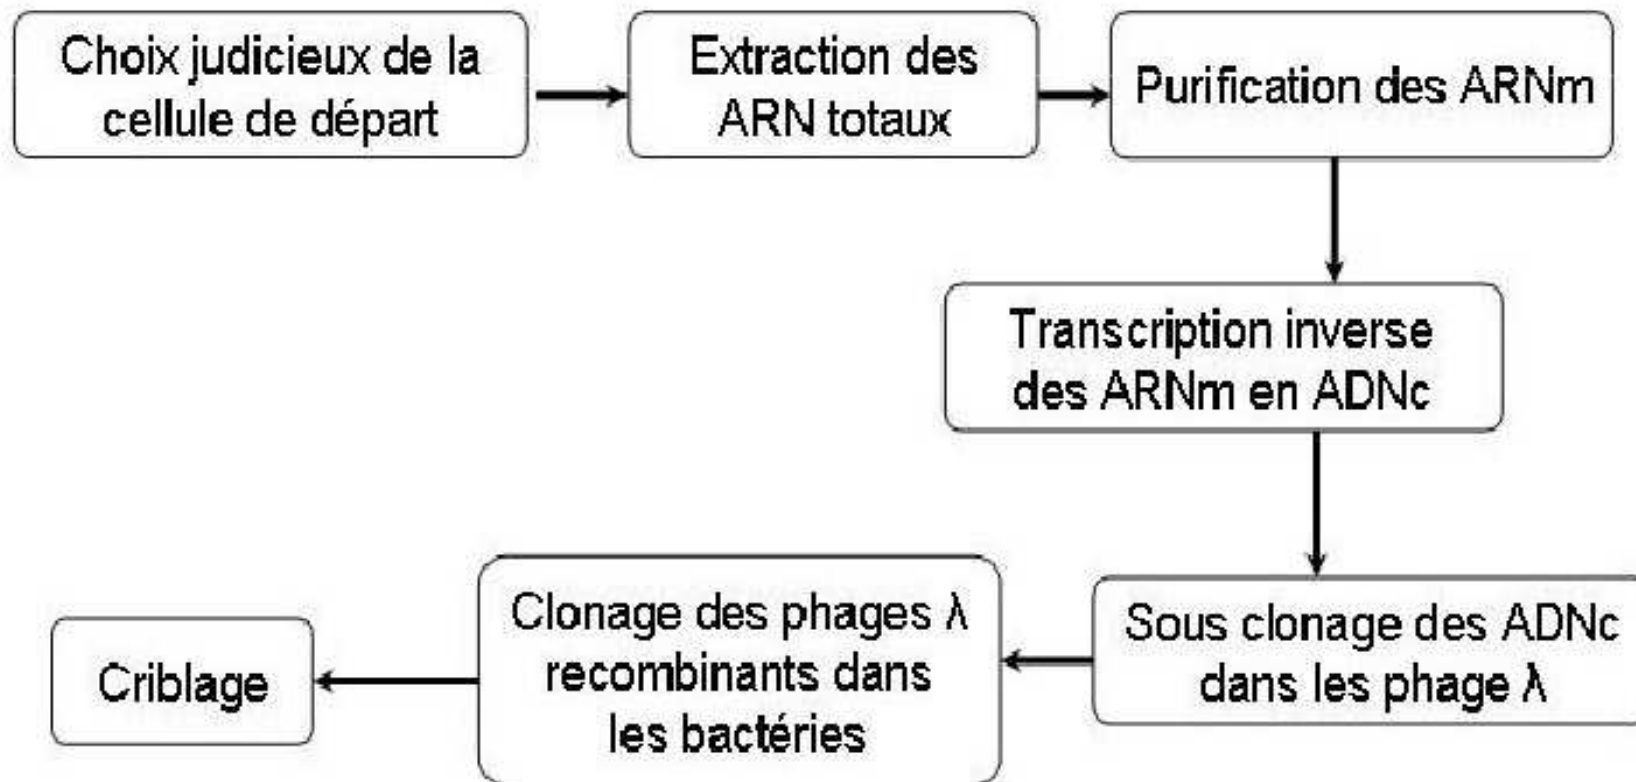 Choix judicieux de la
cellule de départ
Extraction des
ARN totaux
Purification des ARNm
Transcription inverse
des ARNm en ADNc
Sous clonage des ADNc
dans les phage λ
Clonage des phages λ
recombinants dans
les bactéries
Criblage